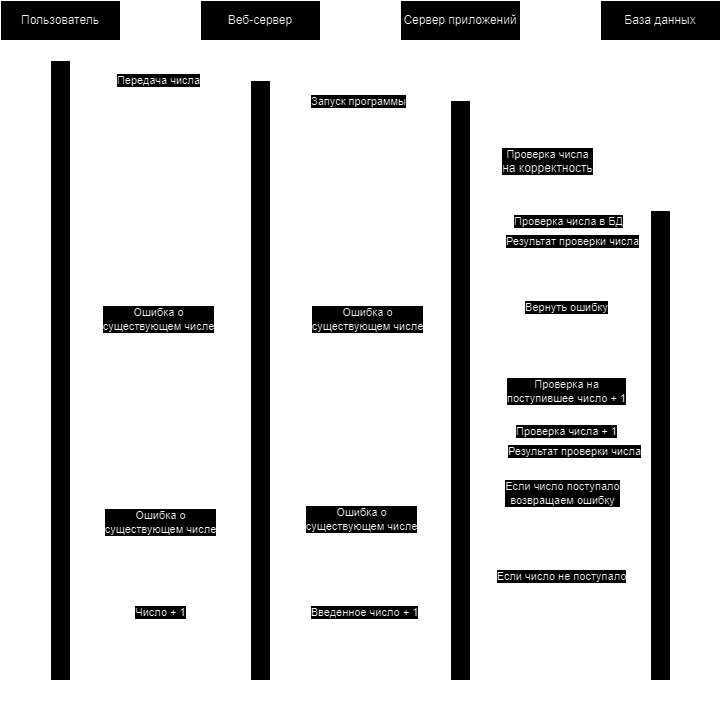 Пользователь
Веб-сервер
Сервер приложений
База данных
Передача числа
Запуск программы
Проверка числа
на корректность
Проверка числа в БД
Результат проверки числа
Вернуть ошибку
Ошибка о
существующем числе
Ошибка о
существующем числе
Проверка на
поступившее число + 1
Проверка числа + 1
Результат проверки числа
Если число поступало
возвращаем ошибку
Ошибка о
существующем числе
Ошибка о
существующем числе
Если число не поступало
Число + 1
Введенное число + 1